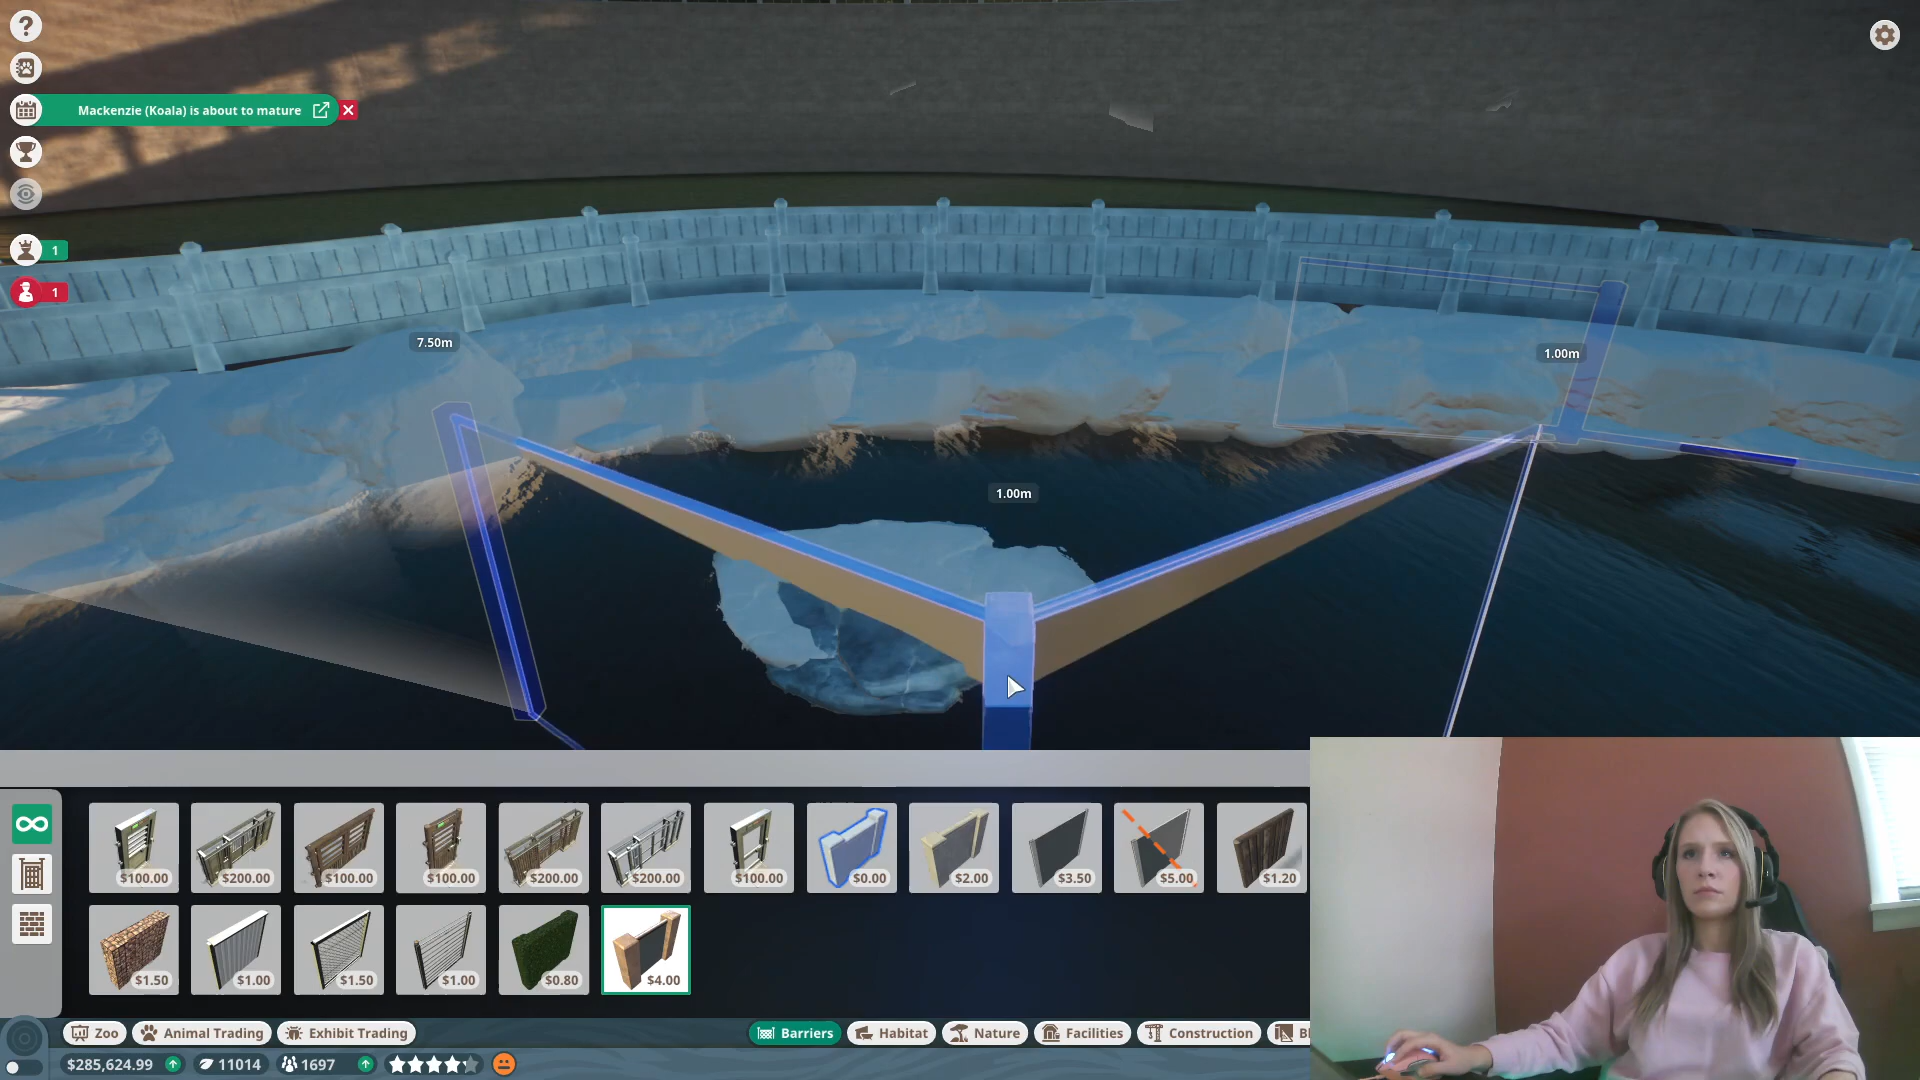 ?
Mackenzie (Koala) is about to mature
1
1
7.50m
1.00m
1.00m
$100.00
$200.00
$100.00
$100.00
$200.00
$200.00
$100.00
$0.00
$2.00
$3.50
$5.00
$1.20
$1.50
$1.00
$1.50
$1.00
$0.80
$4.00
Zoo
Animal Trading
Exhibit Trading
Barriers
Habitat
Nature
Facilities
Construction
Bl
$285,624.99
11014
1697